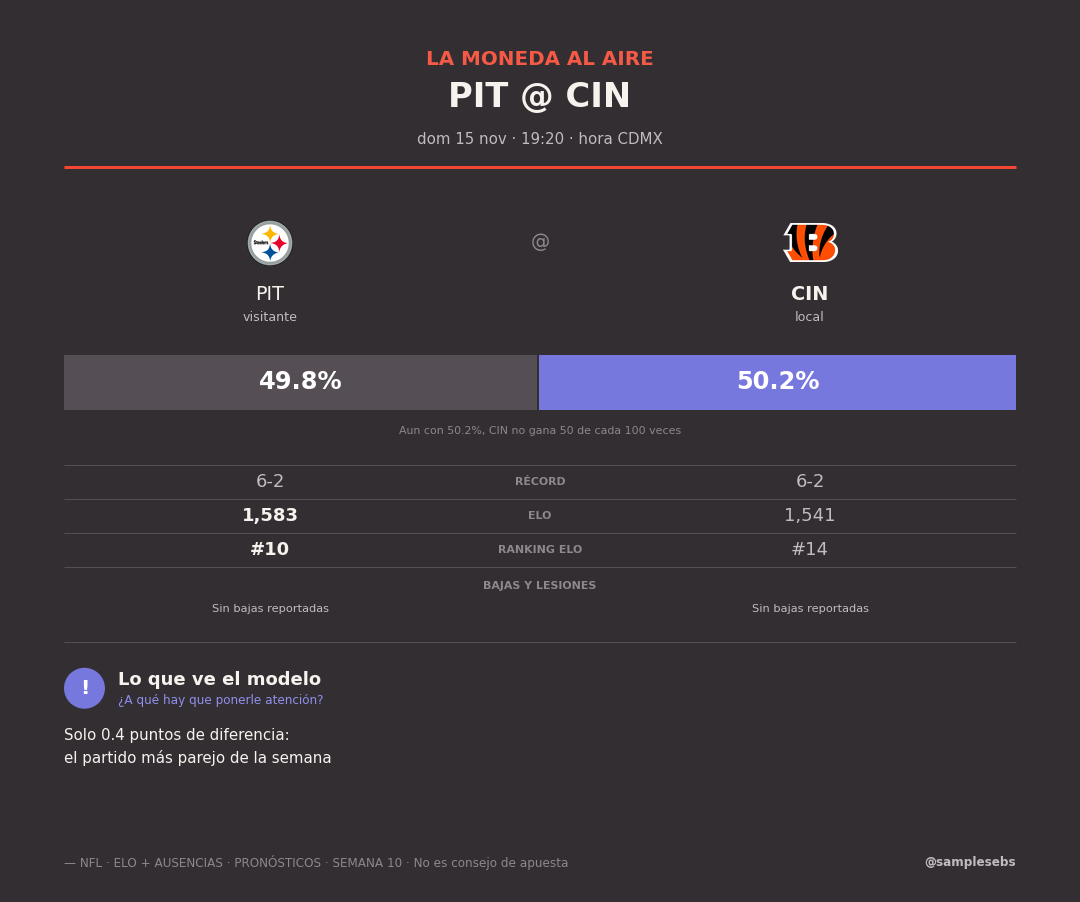 LA MONEDA AL AIRE
PIT @ CIN
dom 15 nov · 19:20 · hora CDMX
Steelers
@
PIT
CIN
visitante
local
49.8%
50.2%
Aun con 50.2%, CIN no gana 50 de cada 100 veces
6-2 RÉCORD 6-2
1,583 ELO 1,541
#10 RANKING ELO #14
BAJAS Y LESIONES
Sin bajas reportadas Sin bajas reportadas
! Lo que ve el modelo
¿A qué hay que ponerle atención?
Solo 0.4 puntos de diferencia:
el partido más parejo de la semana
— NFL · ELO + AUSENCIAS · PRONÓSTICOS · SEMANA 10 · No es consejo de apuesta
@samplesebs